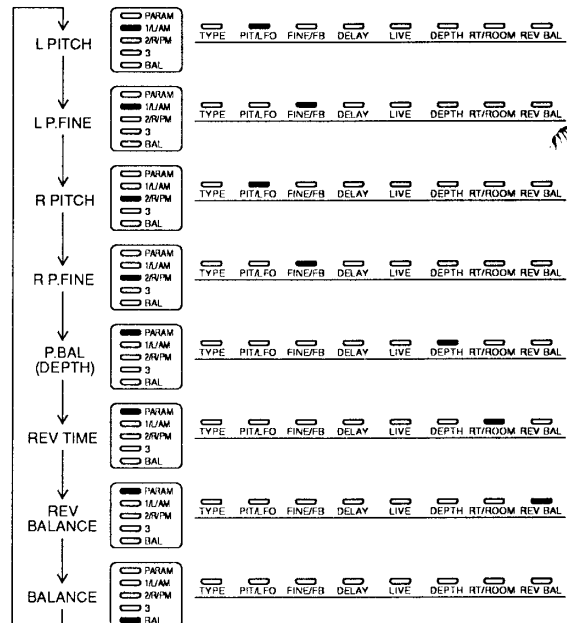 L PITCH
PARAM
1/L/AM
2/R/PM
3
BAL
TYPE PIT/LFO FINE/FB DELAY LIVE DEPTH RT/ROOM REV BAL
L P.FINE
PARAM
1/L/AM
2/R/PM
3
BAL
TYPE PIT/LFO FINE/FB DELAY LIVE DEPTH RT/ROOM REV BAL
R PITCH
PARAM
1/L/AM
2/R/PM
3
BAL
TYPE PIT/LFO FINE/FB DELAY LIVE DEPTH RT/ROOM REV BAL
R P.FINE
PARAM
1/L/AM
2/R/PM
3
BAL
TYPE PIT/LFO FINE/FB DELAY LIVE DEPTH RT/ROOM REV BAL
P.BAL
(DEPTH)
PARAM
1/L/AM
2/R/PM
3
BAL
TYPE PIT/LFO FINE/FB DELAY LIVE DEPTH RT/ROOM REV BAL
REV TIME
PARAM
1/L/AM
2/R/PM
3
BAL
TYPE PIT/LFO FINE/FB DELAY LIVE DEPTH RT/ROOM REV BAL
REV
BALANCE
PARAM
1/L/AM
2/R/PM
3
BAL
TYPE PIT/LFO FINE/FB DELAY LIVE DEPTH RT/ROOM REV BAL
BALANCE
PARAM
1/L/AM
2/R/PM
3
BAL
TYPE PIT/LFO FINE/FB DELAY LIVE DEPTH RT/ROOM REV BAL